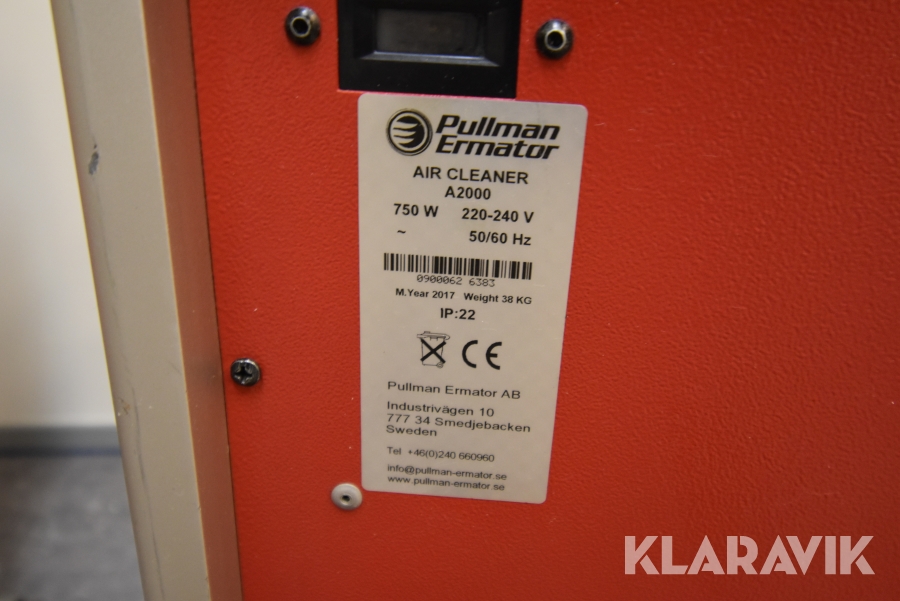 Pullman
Ermator
AIR CLEANER
A2000
750 W 220-240 V
~ 50/60 Hz
0900062 6383
M.Year 2017 Weight 38 KG
IP:22
CE
Pullman Ermator AB
Industrivägen 10
777 34 Smedjebacken
Sweden
Tel +46(0)240 660960
info@pullman-ermator.se
www.pullman-ermator.se
KLARAVIK